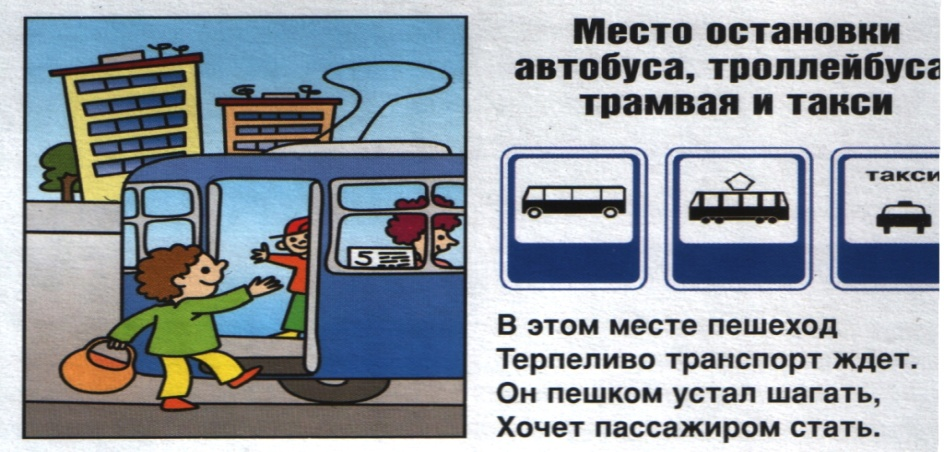 Место остановки
автобуса, троллейбуса
трамвая и такси
такси
5
В этом месте пешеход
Терпеливо транспорт ждет.
Он пешком устал шагать,
Хочет пассажиром стать.